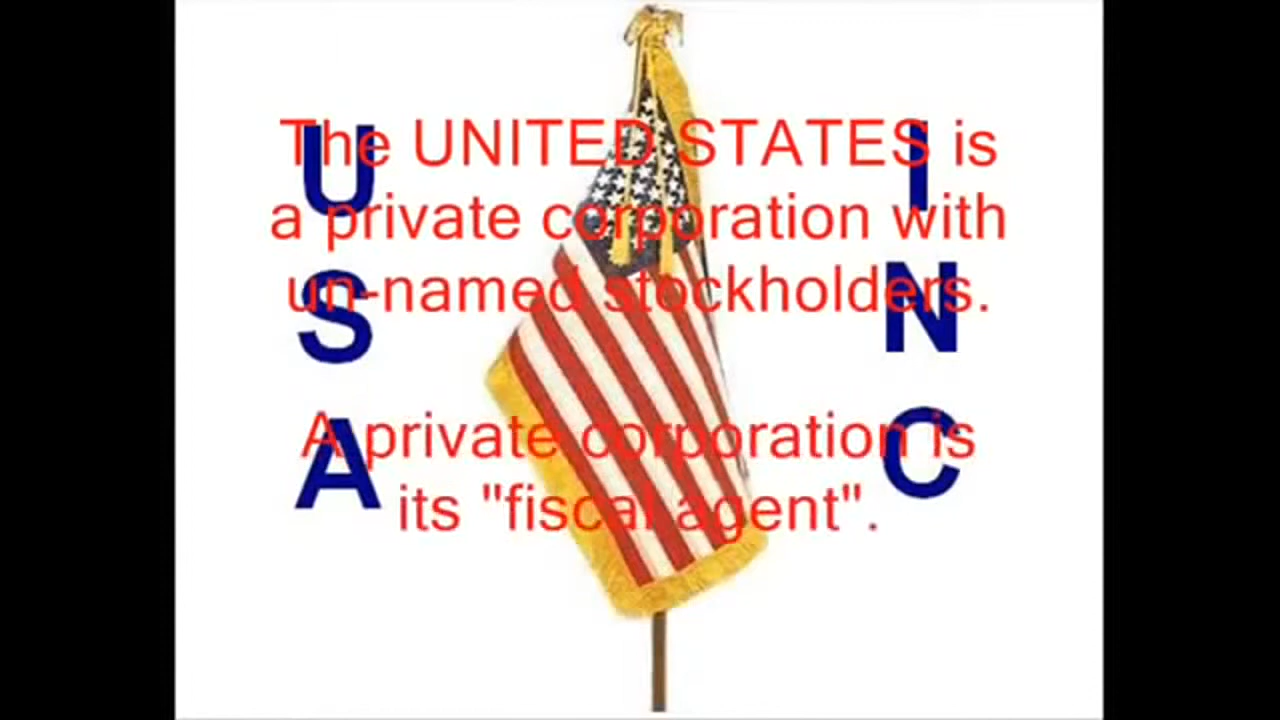 The UNITED STATES is
a private corporation with
un-named stockholders.
A private corporation is
its "fiscal agent".
U
S
A
I
N
C